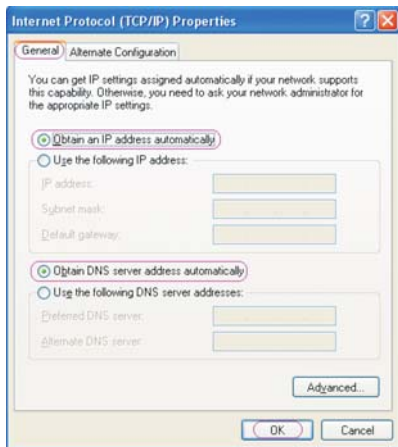 Internet Protocol (TCP/IP) Properties
General
Alternate Configuration
You can get IP settings assigned automatically if your network supports
this capability. Otherwise, you need to ask your network administrator for
the appropriate IP settings.
Obtain an IP address automatically
Use the following IP address:
IP address:
Subnet mask:
Default gateway:
Obtain DNS server address automatically
Use the following DNS server addresses:
Preferred DNS server:
Alternate DNS server:
Advanced...
OK
Cancel